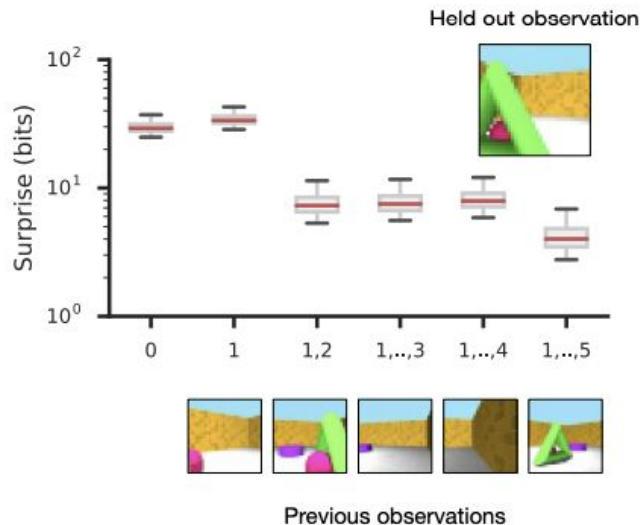 Held out observation
10²
10¹
10⁰
Surprise (bits)
0 1 1,2 1,..,3 1,..,4 1,..,5
Previous observations